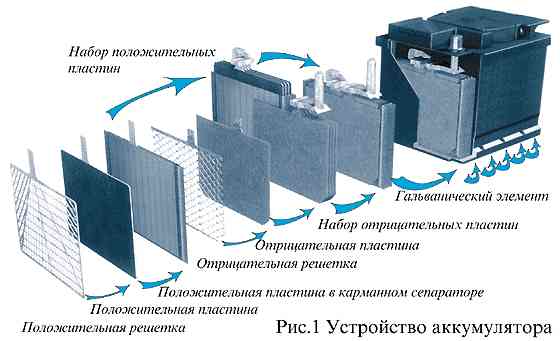 Набор положительных
пластин
Гальванический элемент
Набор отрицательных пластин
Отрицательная пластина
Отрицательная решетка
Положительная пластина в карманном сепараторе
Положительная пластина
Положительная решетка
Рис.1 Устройство аккумулятора